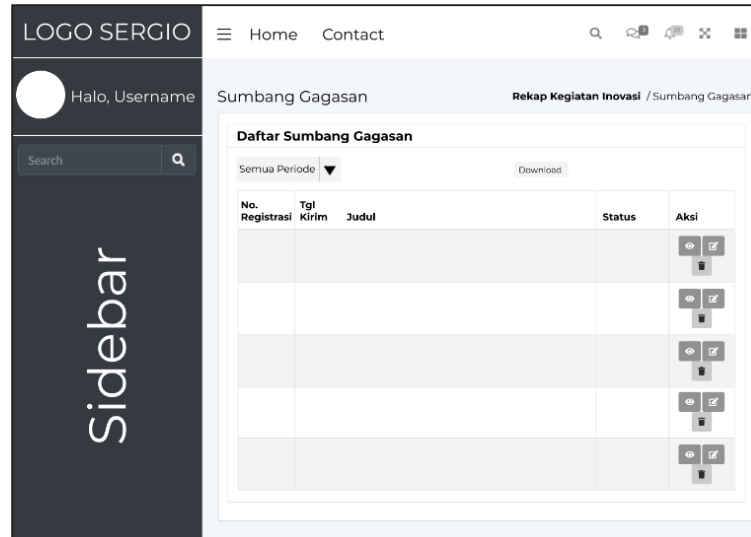 LOGO SERGIO
Home Contact
Halo, Username
Search
Sidebar
Sumbang Gagasan
Rekap Kegiatan Inovasi / Sumbang Gagasan
Daftar Sumbang Gagasan
Semua Periode
Download
No. Registrasi Tgl Kirim Judul Status Aksi